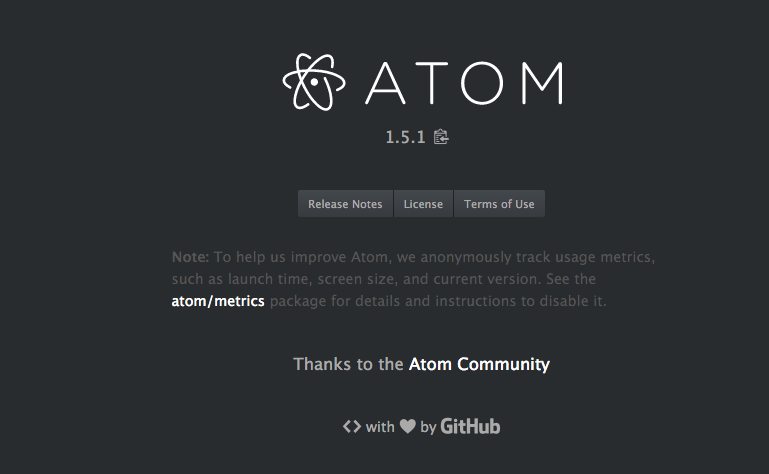 ATOM
1.5.1
Release Notes License Terms of Use
Note: To help us improve Atom, we anonymously track usage metrics,
such as launch time, screen size, and current version. See the
atom/metrics package for details and instructions to disable it.
Thanks to the Atom Community
<> with ♥ by GitHub